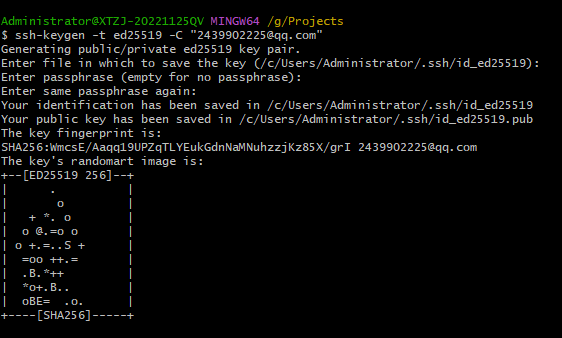 Administrator@XTZJ-20221125QV MINGW64 /g/Projects
$ ssh-keygen -t ed25519 -C "2439902225@qq.com"
Generating public/private ed25519 key pair.
Enter file in which to save the key (/c/Users/Administrator/.ssh/id_ed25519):
Enter passphrase (empty for no passphrase):
Enter same passphrase again:
Your identification has been saved in /c/Users/Administrator/.ssh/id_ed25519
Your public key has been saved in /c/Users/Administrator/.ssh/id_ed25519.pub
The key fingerprint is:
SHA256:WmcsE/Aaqq19UPZqTLYEukGdnNaMNuhzzjKz85X/grI 2439902225@qq.com
The key's randomart image is:
+--[ED25519 256]--+
|      .          |
|       o         |
|   + *. o        |
|  o @.=o o       |
| o +.=..S +      |
|  =oo ++.=       |
|  .B.*++         |
|  *o+.B..        |
|  oBE=  .o.      |
+----[SHA256]-----+